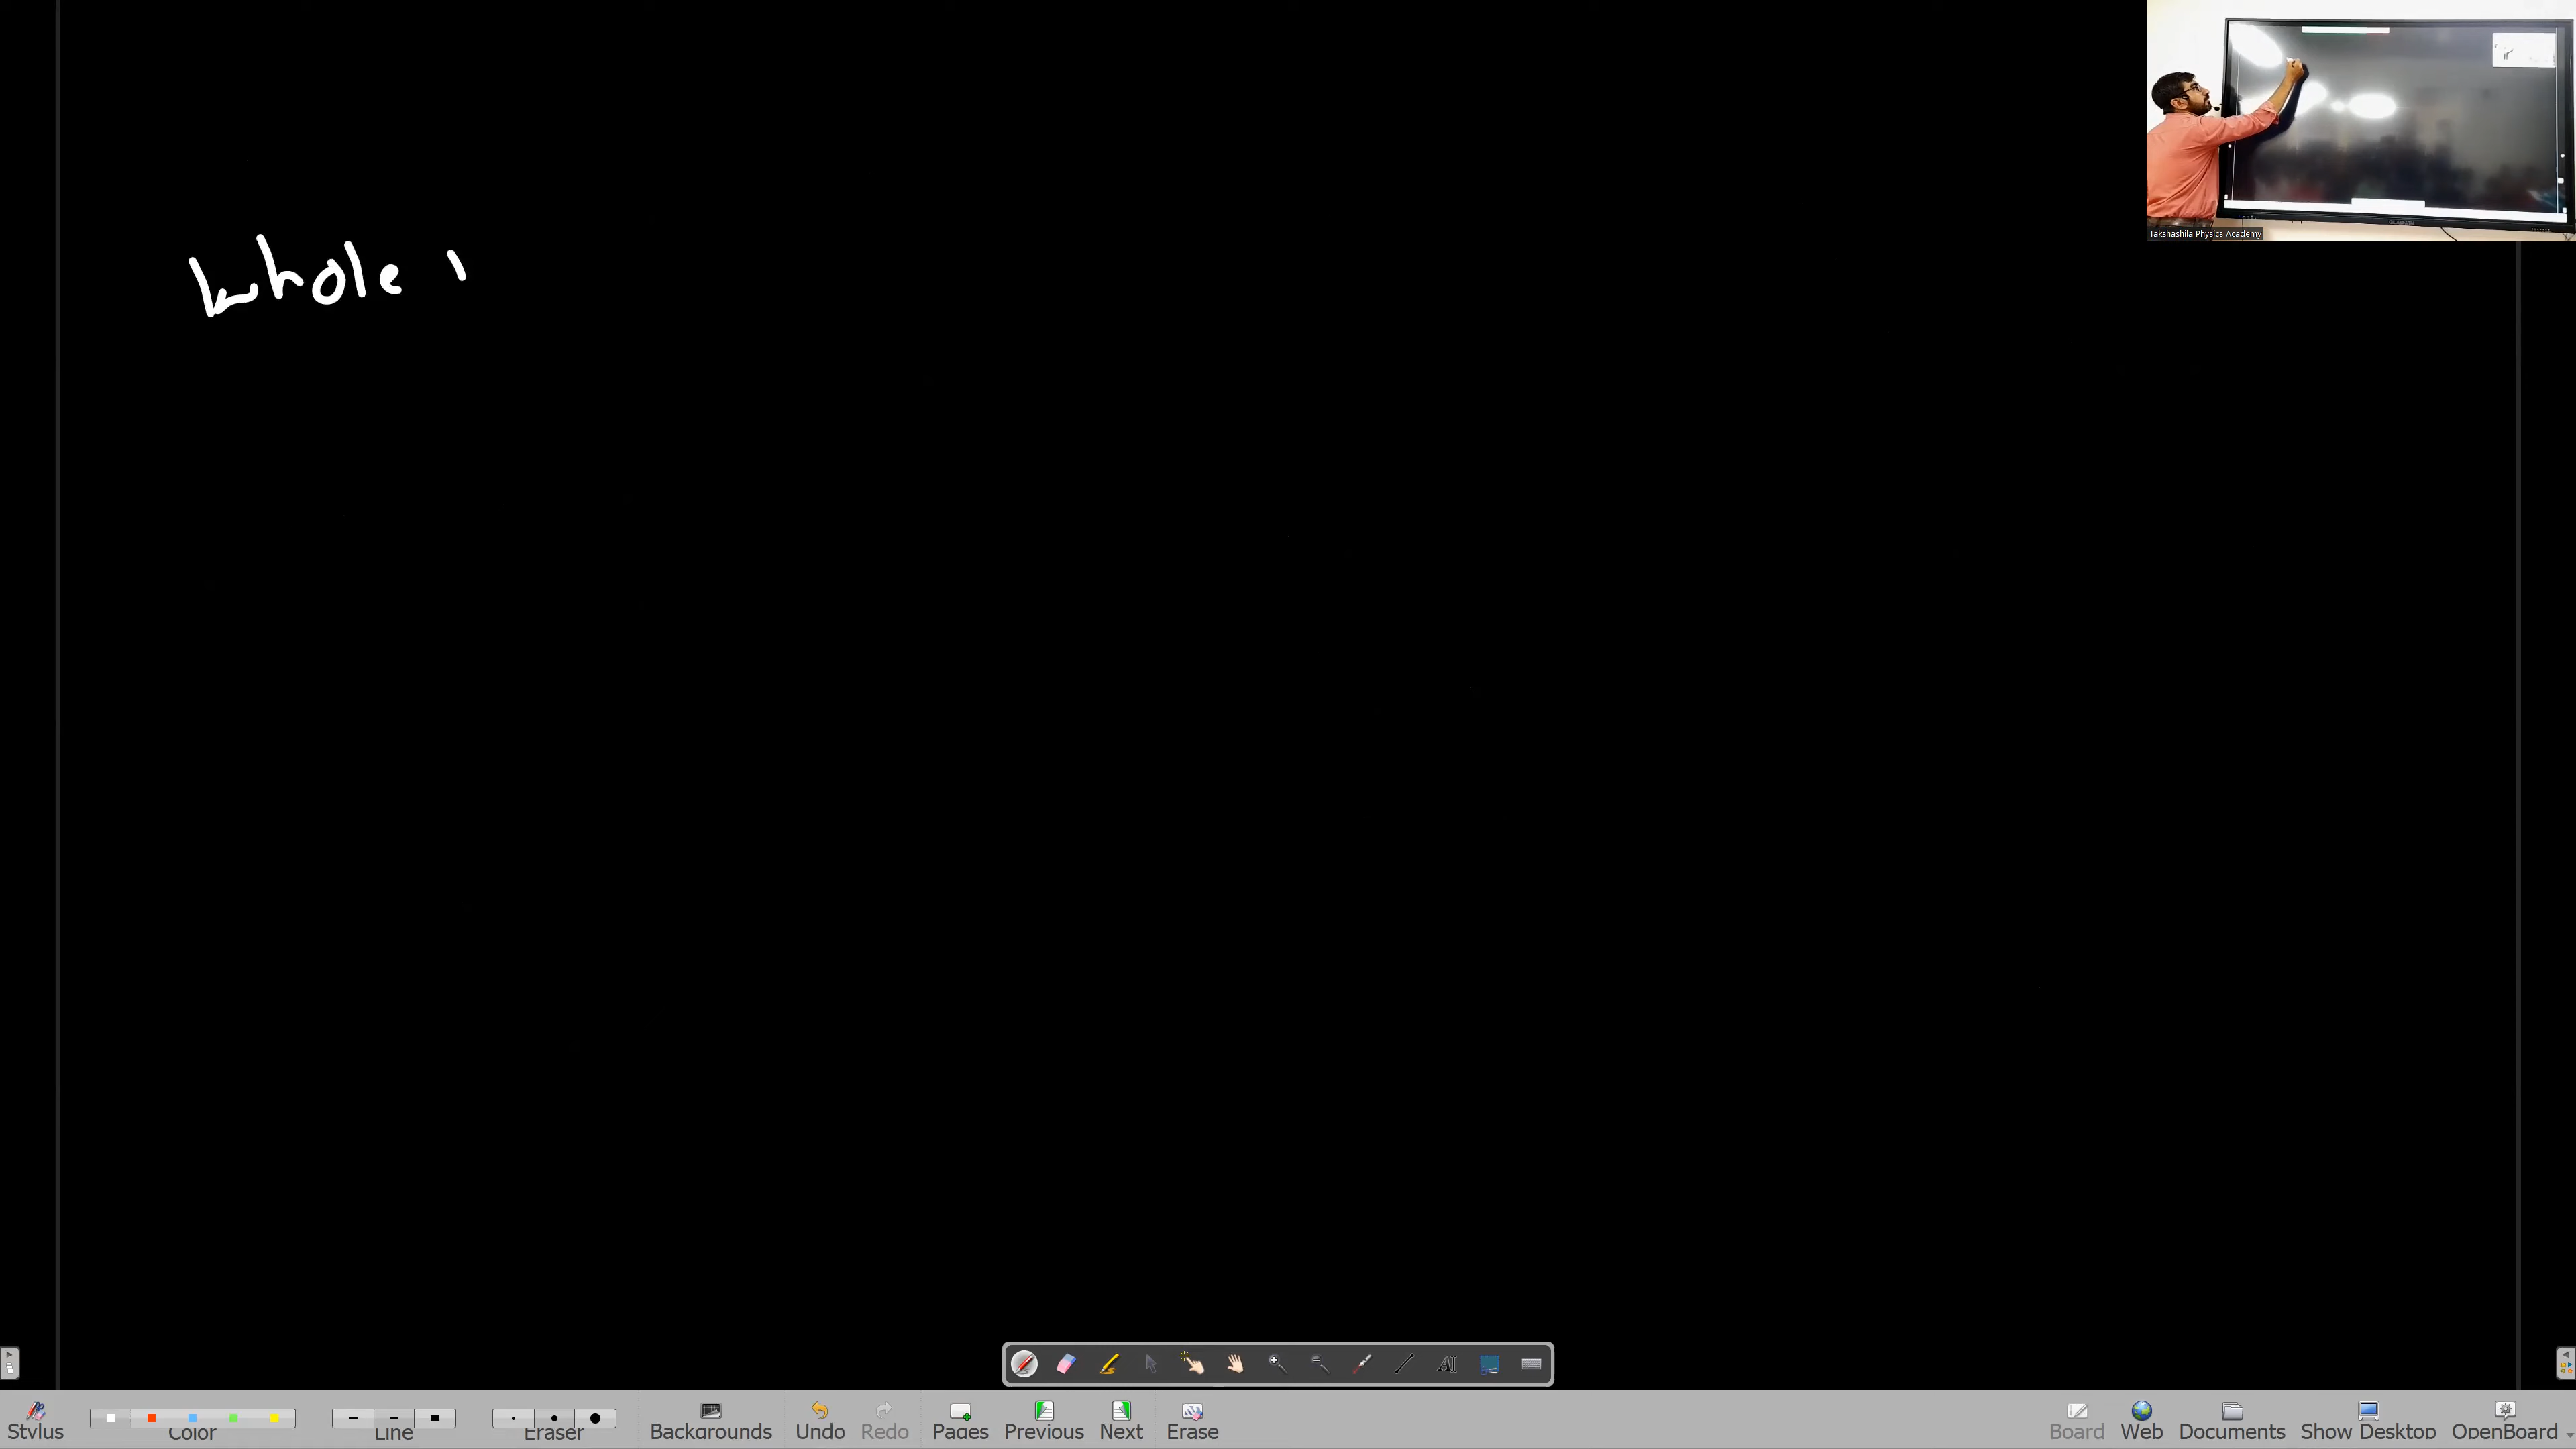 Takshashila Physics Academy
whole
Stylus Color Line Eraser Backgrounds Undo Redo Pages Previous Next Erase Board Web Documents Show Desktop OpenBoard